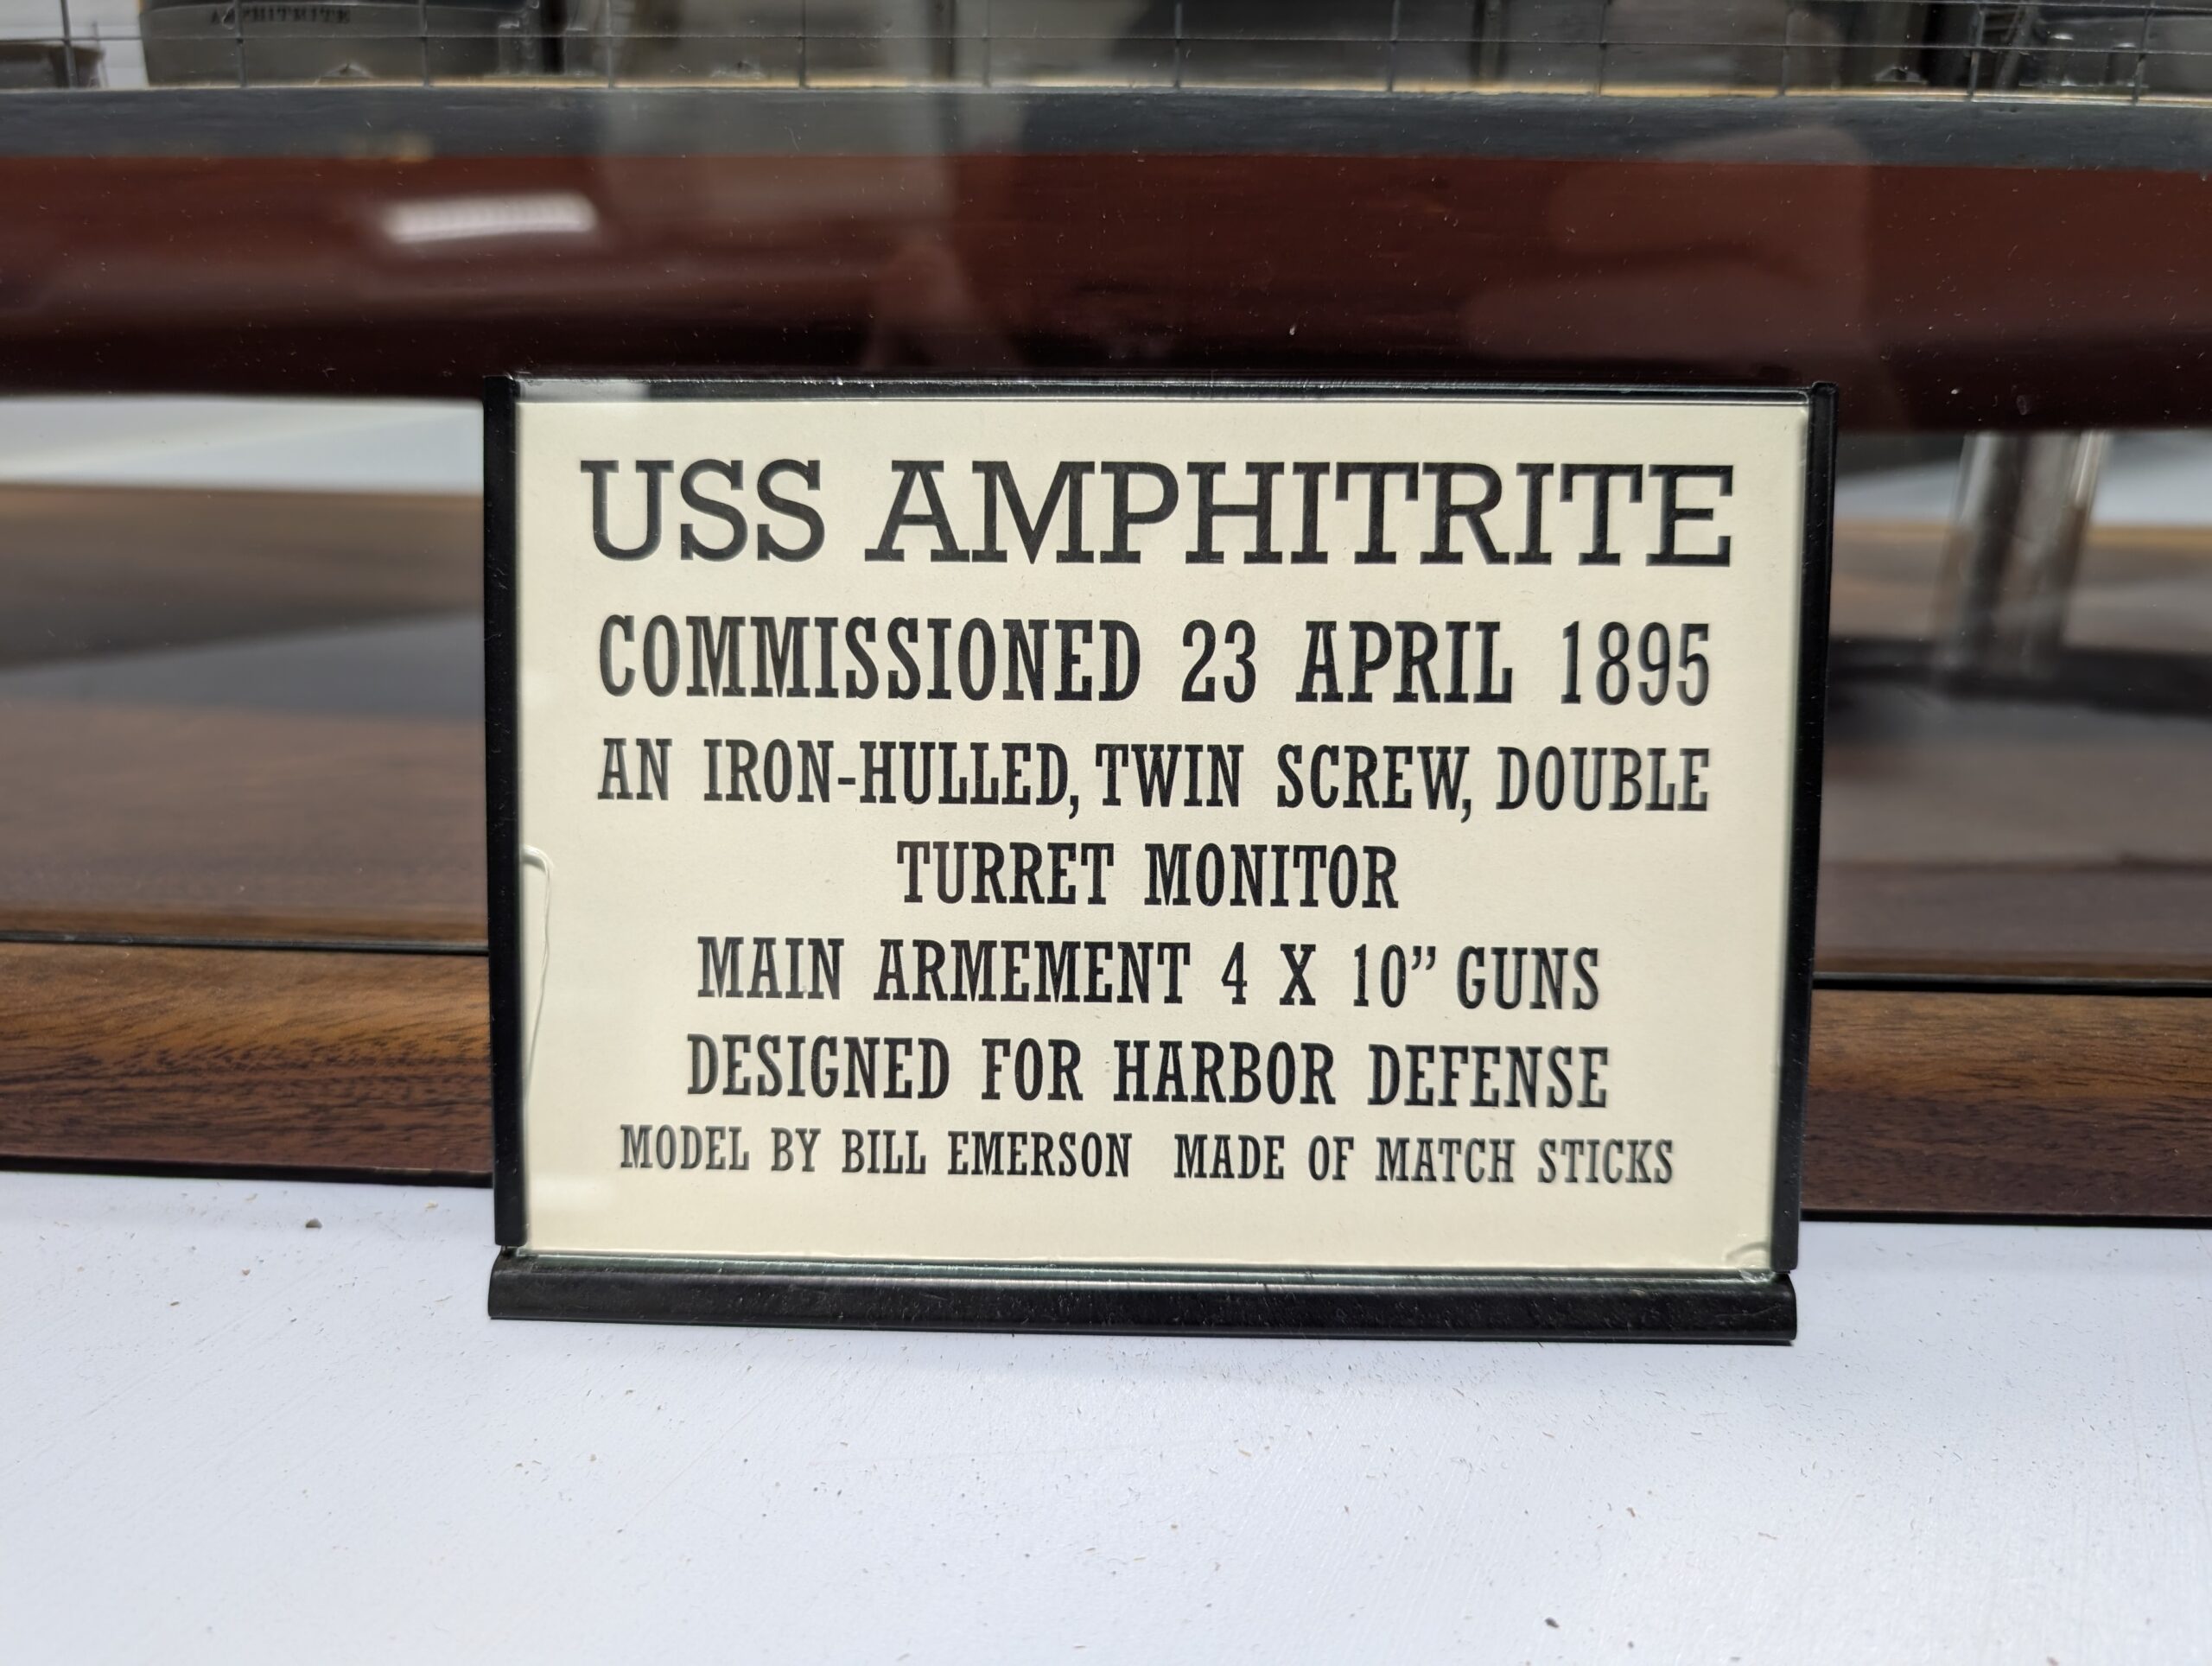 AMPHITRITE
USS AMPHITRITE
COMMISSIONED 23 APRIL 1895
AN IRON-HULLED, TWIN SCREW, DOUBLE
TURRET MONITOR
MAIN ARMEMENT 4 X 10” GUNS
DESIGNED FOR HARBOR DEFENSE
MODEL BY BILL EMERSON MADE OF MATCH STICKS